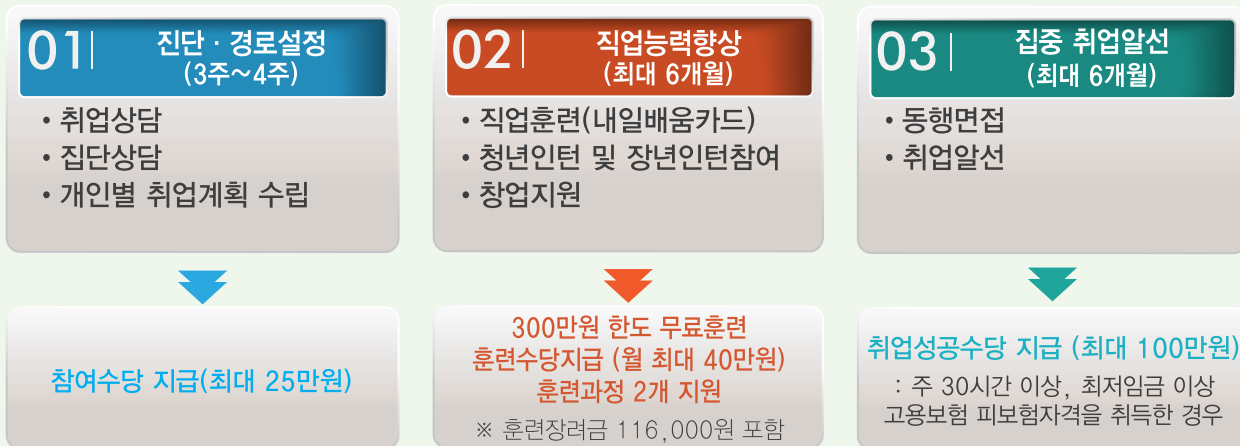 01
진단 · 경로설정
(3주~4주)
• 취업상담
• 집단상담
• 개인별 취업계획 수립
참여수당 지급(최대 25만원)
02
직업능력향상
(최대 6개월)
• 직업훈련(내일배움카드)
• 청년인턴 및 장년인턴참여
• 창업지원
300만원 한도 무료훈련
훈련수당지급 (월 최대 40만원)
훈련과정 2개 지원
※ 훈련장려금 116,000원 포함
03
집중 취업알선
(최대 6개월)
• 동행면접
• 취업알선
취업성공수당 지급 (최대 100만원)
: 주 30시간 이상, 최저임금 이상
고용보험 피보험자격을 취득한 경우